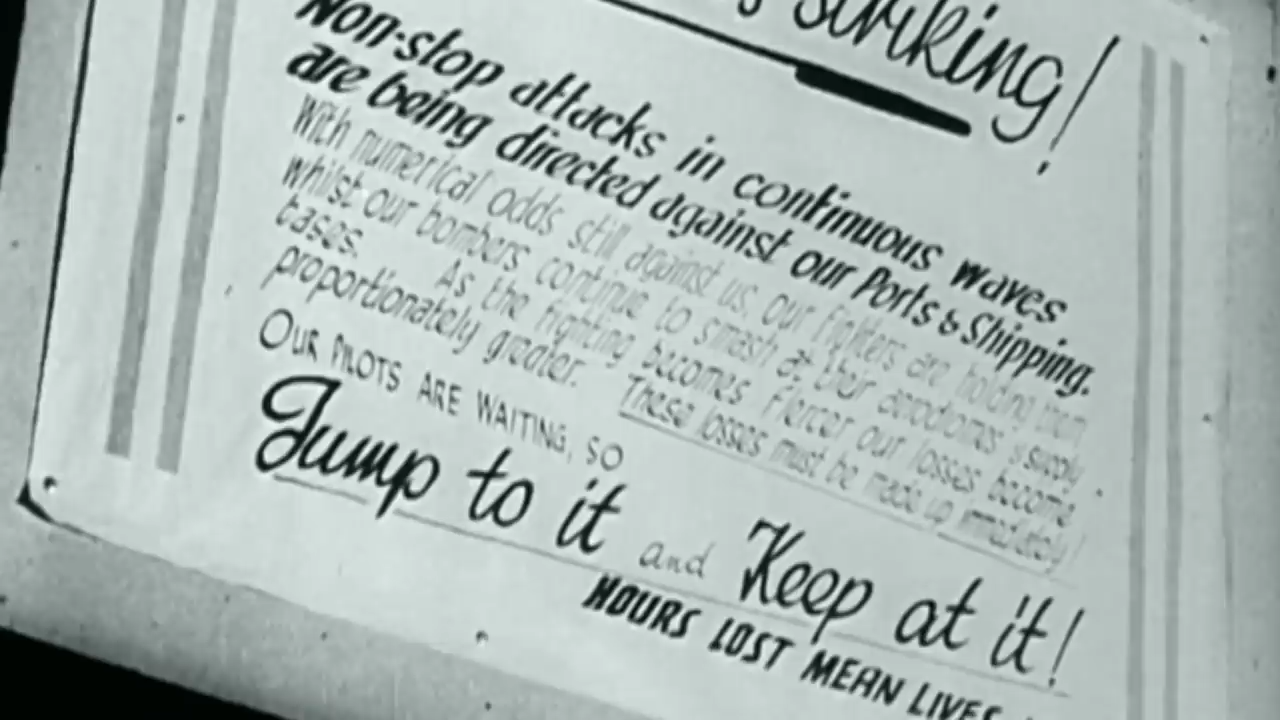 striking!
Non-stop attacks in continuous waves
are being directed against our Ports & Shipping.
With numerical odds still against us, our Fighters are holding them
whilst our bombers continue to smash at their aerodromes & supply
bases. As the fighting becomes fiercer our losses become
proportionately greater. These losses must be made up immediately
OUR PILOTS ARE WAITING, SO
Jump to it and Keep at it!
HOURS LOST MEAN LIVES